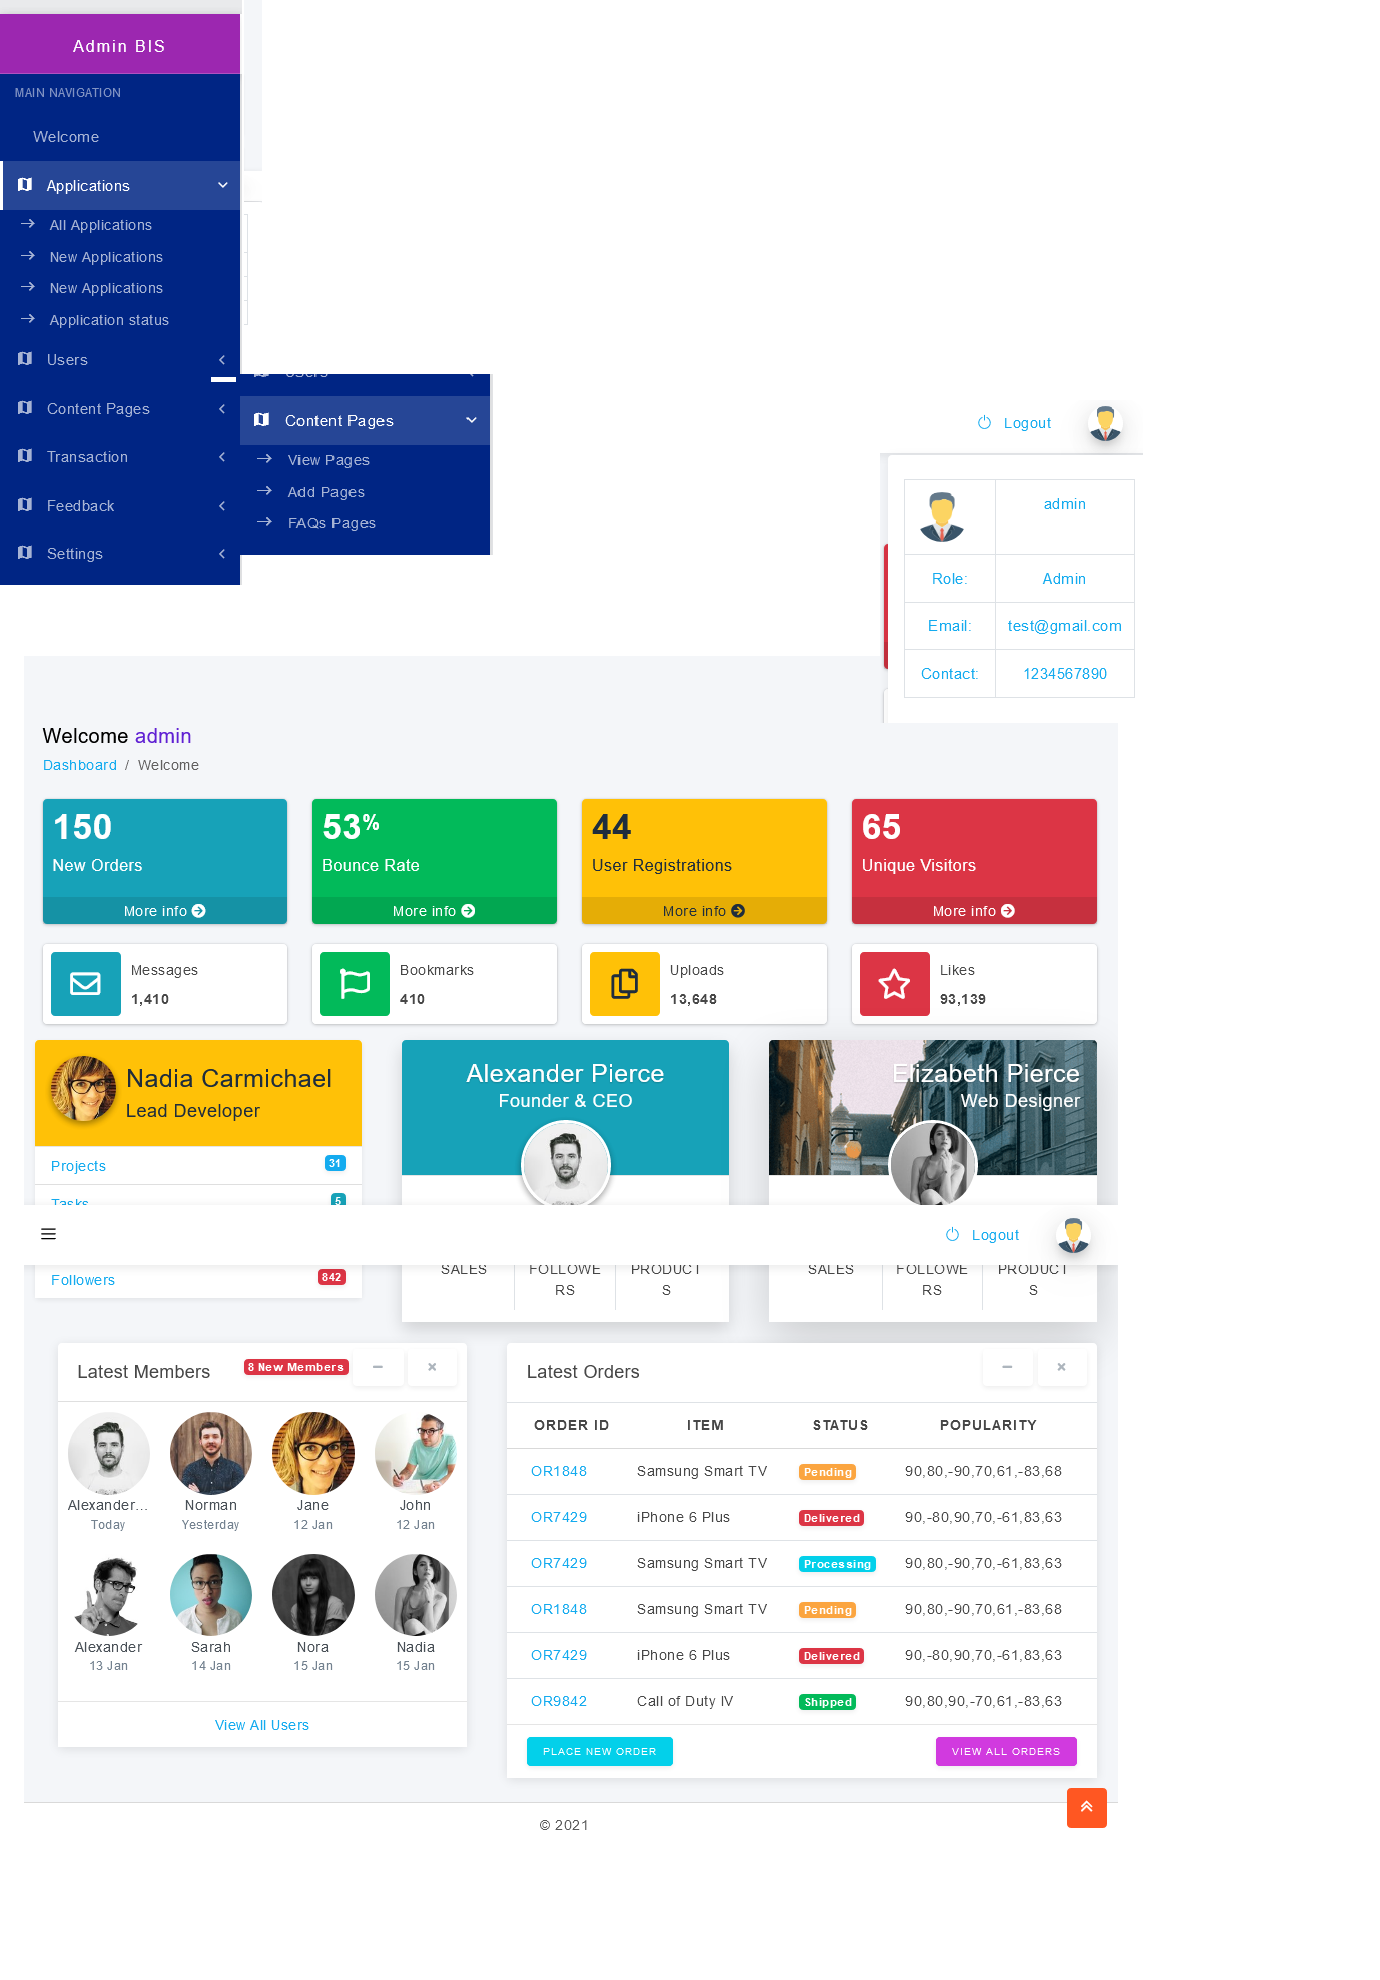 Admin BIS
MAIN NAVIGATION
Welcome
Applications
All Applications
New Applications
New Applications
Application status
Users
Content Pages
Transaction
Feedback
Settings
Users
Content Pages
View Pages
Add Pages
FAQs Pages
Logout
admin
Role: Admin
Email: test@gmail.com
Contact: 1234567890
Welcome admin
Dashboard / Welcome
150
New Orders
More info
53%
Bounce Rate
More info
44
User Registrations
More info
65
Unique Visitors
More info
Messages
1,410
Bookmarks
410
Uploads
13,648
Likes
93,139
Nadia Carmichael
Lead Developer
Projects 31
Tasks 5
Followers 842
Alexander Pierce
Founder & CEO
SALES
FOLLOWE
RS
PRODUCT
S
Elizabeth Pierce
Web Designer
SALES
FOLLOWE
RS
PRODUCT
S
Logout
Latest Members 8 New Members
Alexander...
Today
Norman
Yesterday
Jane
12 Jan
John
12 Jan
Alexander
13 Jan
Sarah
14 Jan
Nora
15 Jan
Nadia
15 Jan
View All Users
Latest Orders
ORDER ID ITEM STATUS POPULARITY
OR1848 Samsung Smart TV Pending 90,80,-90,70,61,-83,68
OR7429 iPhone 6 Plus Delivered 90,-80,90,70,-61,83,63
OR7429 Samsung Smart TV Processing 90,80,-90,70,-61,83,63
OR1848 Samsung Smart TV Pending 90,80,-90,70,61,-83,68
OR7429 iPhone 6 Plus Delivered 90,-80,90,70,-61,83,63
OR9842 Call of Duty IV Shipped 90,80,90,-70,61,-83,63
PLACE NEW ORDER VIEW ALL ORDERS
© 2021